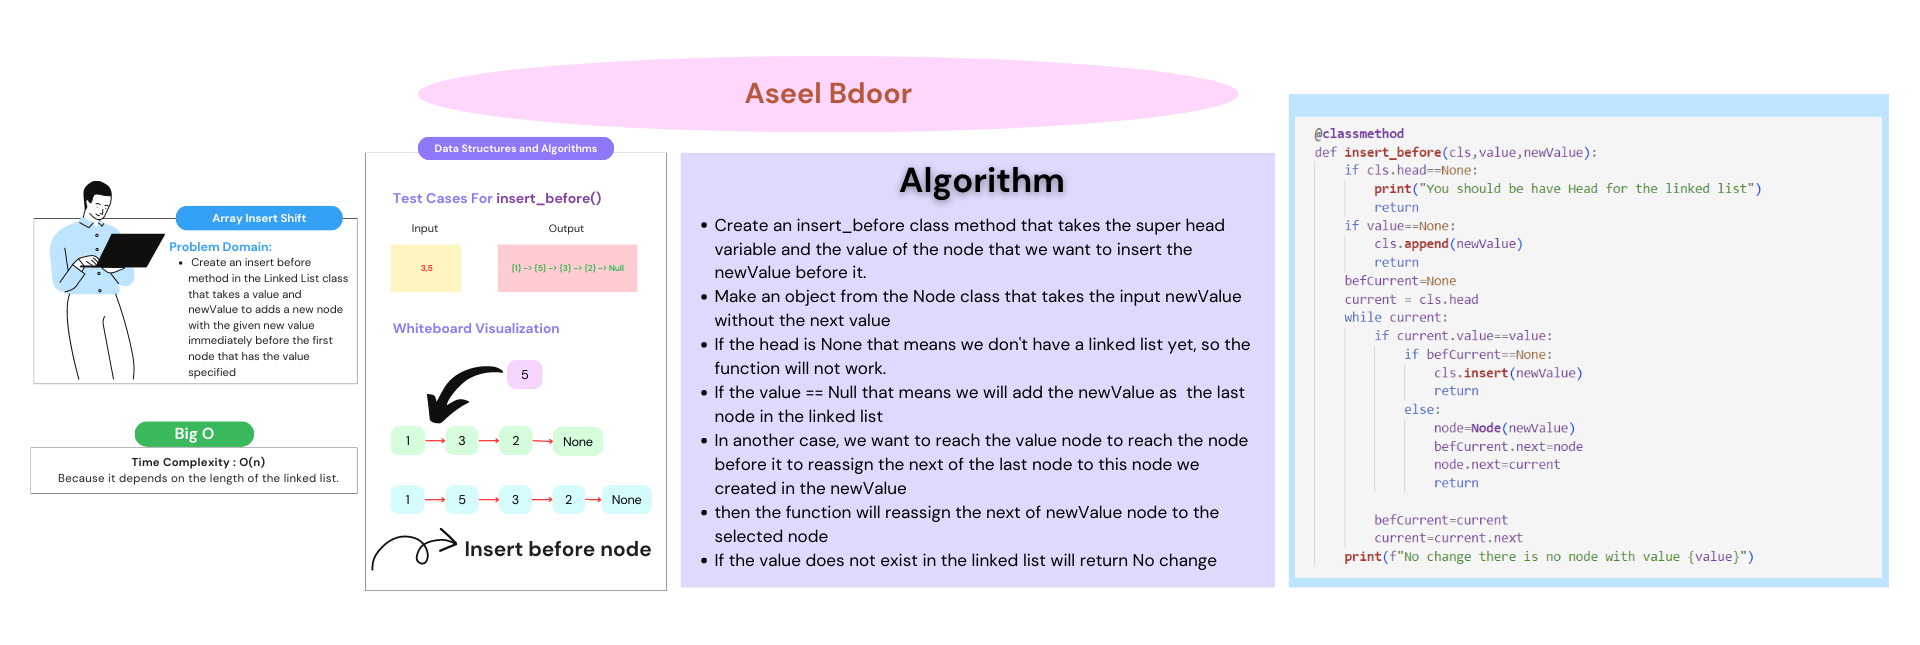 Aseel Bdoor
Array Insert Shift
Problem Domain:
• Create an insert before
method in the Linked List class
that takes a value and
newValue to adds a new node
with the given new value
immediately before the first
node that has the value
specified
Big O
Time Complexity : O(n)
Because it depends on the length of the linked list.
Data Structures and Algorithms
Test Cases For insert_before()
Input Output
3,5 {1} -> {5} -> {3} -> {2} -> Null
Whiteboard Visualization
5
1 3 2 None
1 5 3 2 None
Insert before node
Algorithm
• Create an insert_before class method that takes the super head
variable and the value of the node that we want to insert the
newValue before it.
• Make an object from the Node class that takes the input newValue
without the next value
• If the head is None that means we don't have a linked list yet, so the
function will not work.
• If the value == Null that means we will add the newValue as the last
node in the linked list
• In another case, we want to reach the value node to reach the node
before it to reassign the next of the last node to this node we
created in the newValue
• then the function will reassign the next of newValue node to the
selected node
• If the value does not exist in the linked list will return No change
@classmethod
def insert_before(cls,value,newValue):
if cls.head==None:
print("You should be have Head for the linked list")
return
if value==None:
cls.append(newValue)
return
befCurrent=None
current = cls.head
while current:
if current.value==value:
if befCurrent==None:
cls.insert(newValue)
return
else:
node=Node(newValue)
befCurrent.next=node
node.next=current
return
befCurrent=current
current=current.next
print(f"No change there is no node with value {value}")